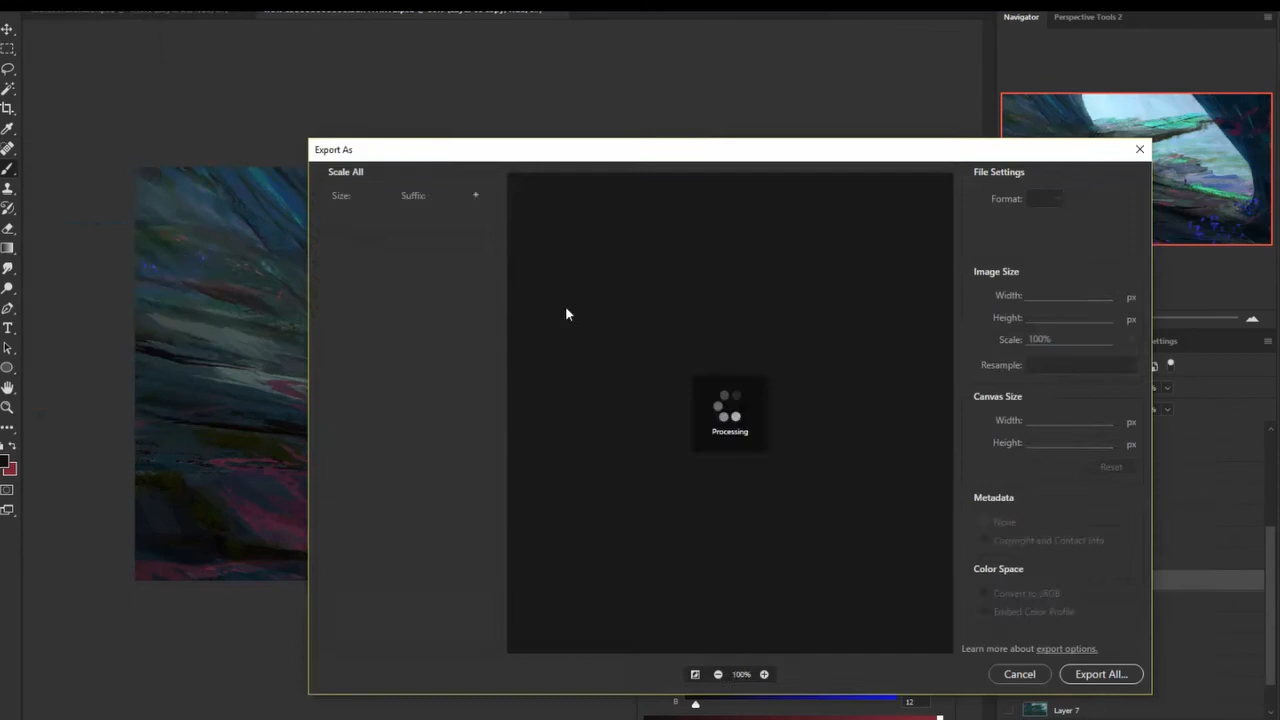 Navigator Perspective Tools 2
Export As
Scale All
Size: Suffix:
File Settings
Format:
Image Size
Width: px
Height: px
Scale: 100%
Resample:
Canvas Size
Width: px
Height: px
Reset
Metadata
None
Copyright and Contact Info
Color Space
Convert to sRGB
Embed Color Profile
Learn more about export options.
Processing
100%
Cancel Export All...
B 12
Layer 7